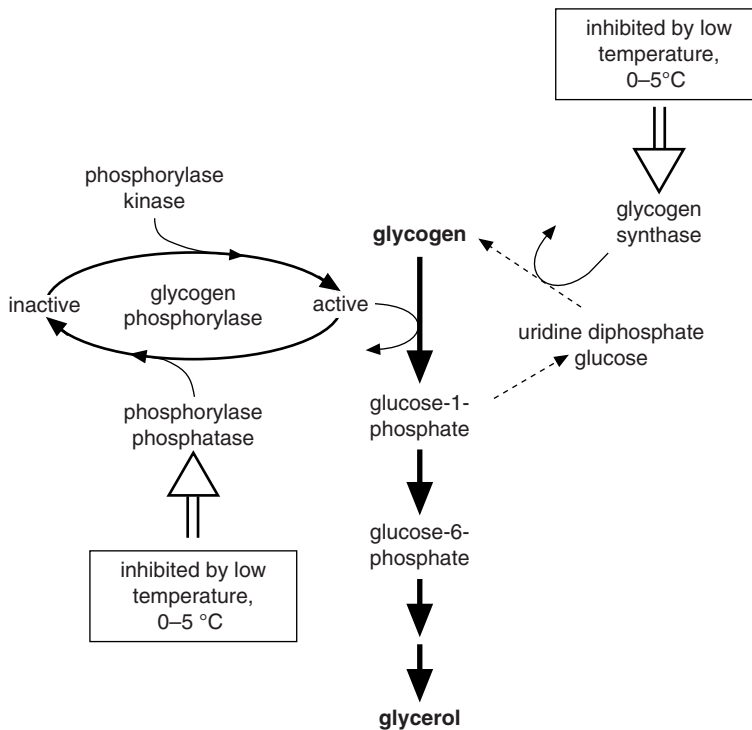 inhibited by low
temperature,
0–5°C
phosphorylase
kinase
glycogen
synthase
glycogen
inactive
glycogen
phosphorylase
active
uridine diphosphate
glucose
glucose-1-
phosphate
phosphorylase
phosphatase
glucose-6-
phosphate
inhibited by low
temperature,
0–5 °C
glycerol